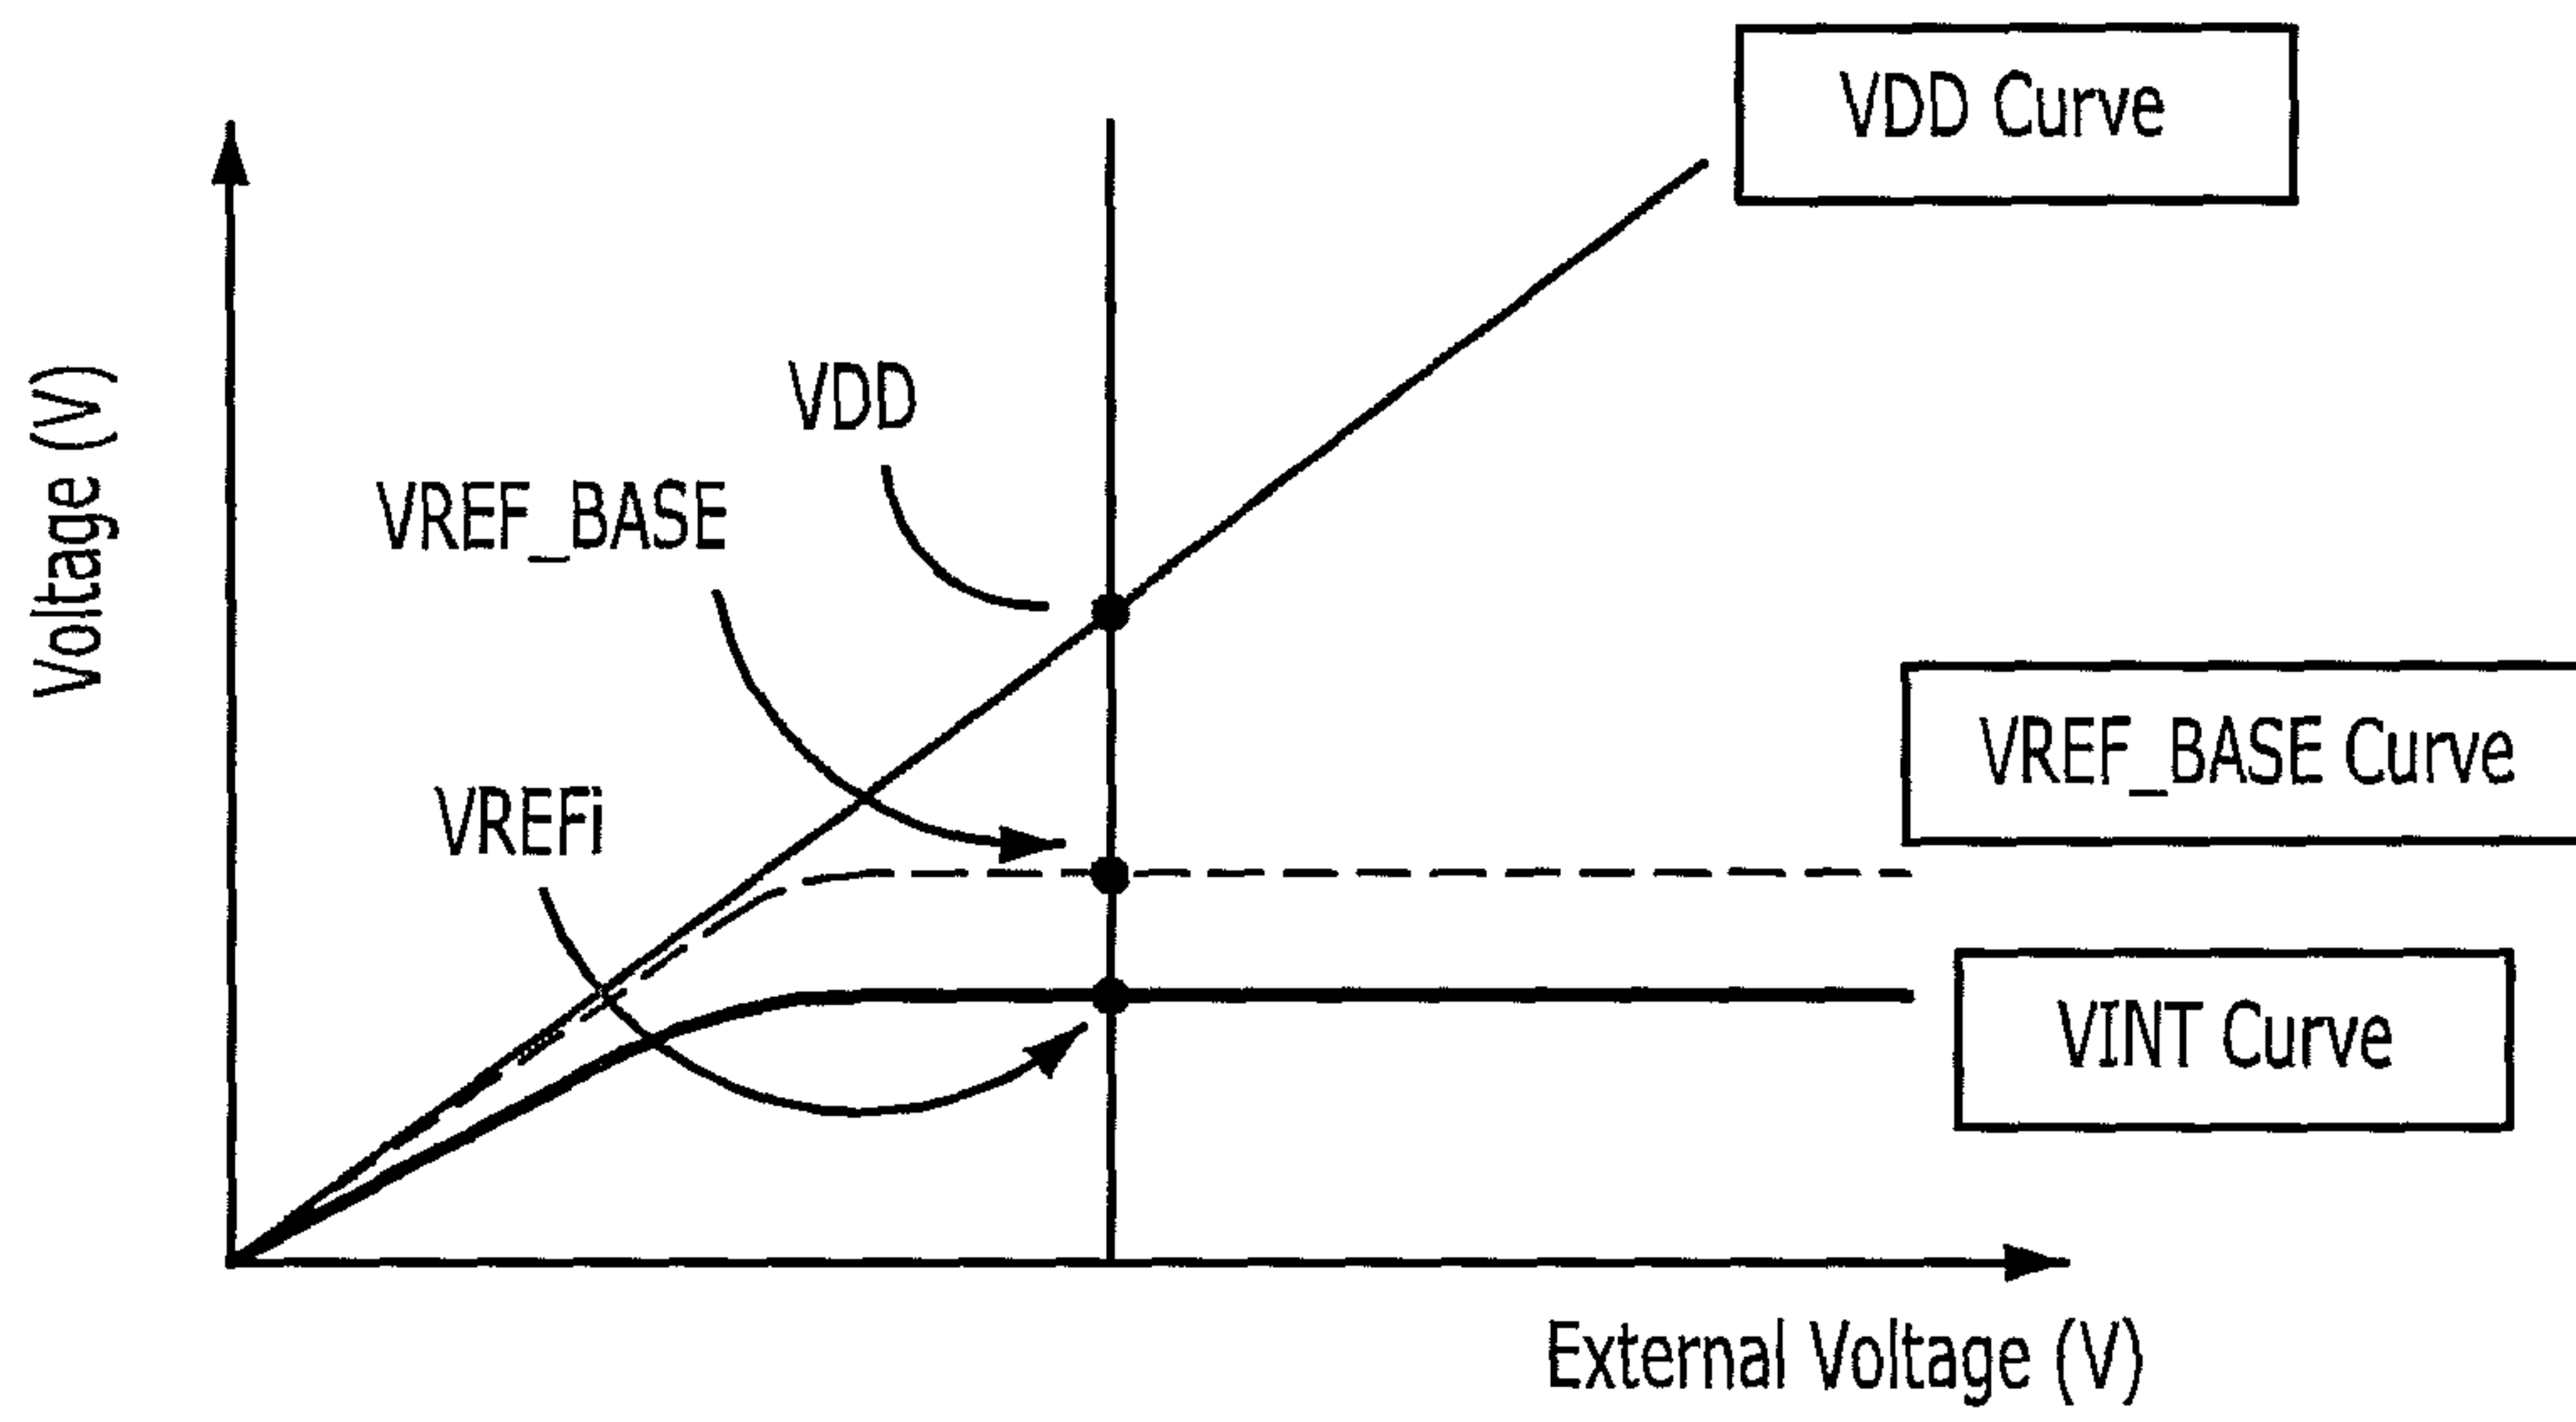 VDD Curve
Voltage (V)
VDD
VREF_BASE
VREF_BASE Curve
VREFi
VINT Curve
External Voltage (V)